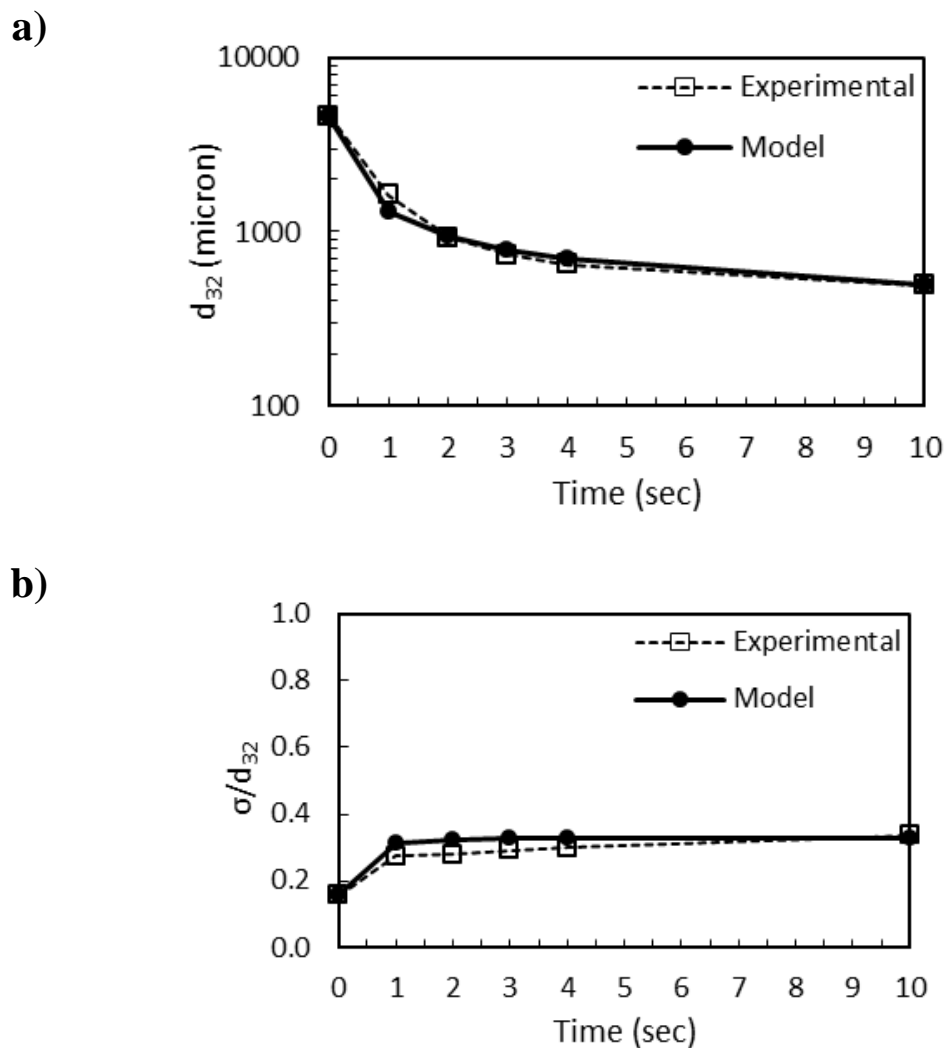 a)
10000
1000
100
d32 (micron)
Experimental
Model
0 1 2 3 4 5 6 7 8 9 10
Time (sec)
b)
1.0
0.8
0.6
0.4
0.2
0.0
σ/d32
Experimental
Model
0 1 2 3 4 5 6 7 8 9 10
Time (sec)